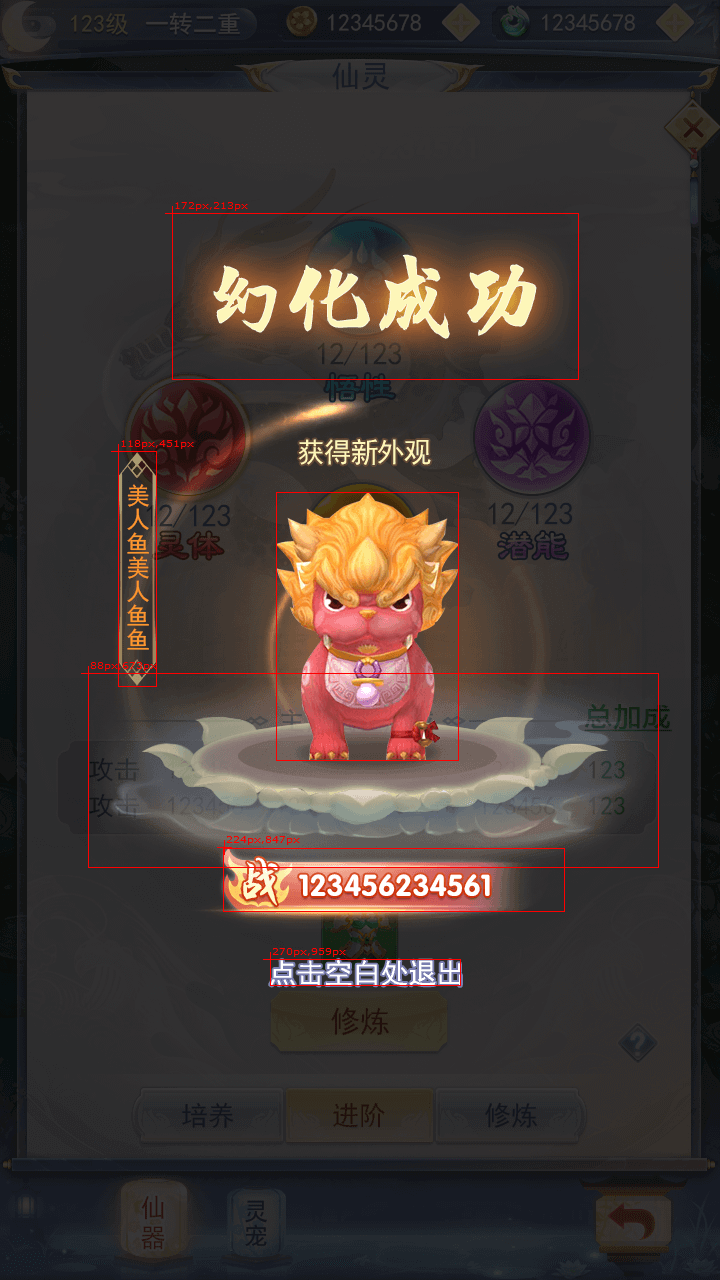 123级 一转二重 12345678 12345678
仙灵
172px,213px
幻化成功
12/123
悟性
获得新外观
118px,451px
美人鱼美人鱼鱼
12/123
灵体
12/123
潜能
总加成
攻击 123
攻击 123456 123
224px,847px
战 123456234561
270px,959px
点击空白处退出
修炼
培养 进阶 修炼
仙器
灵宠